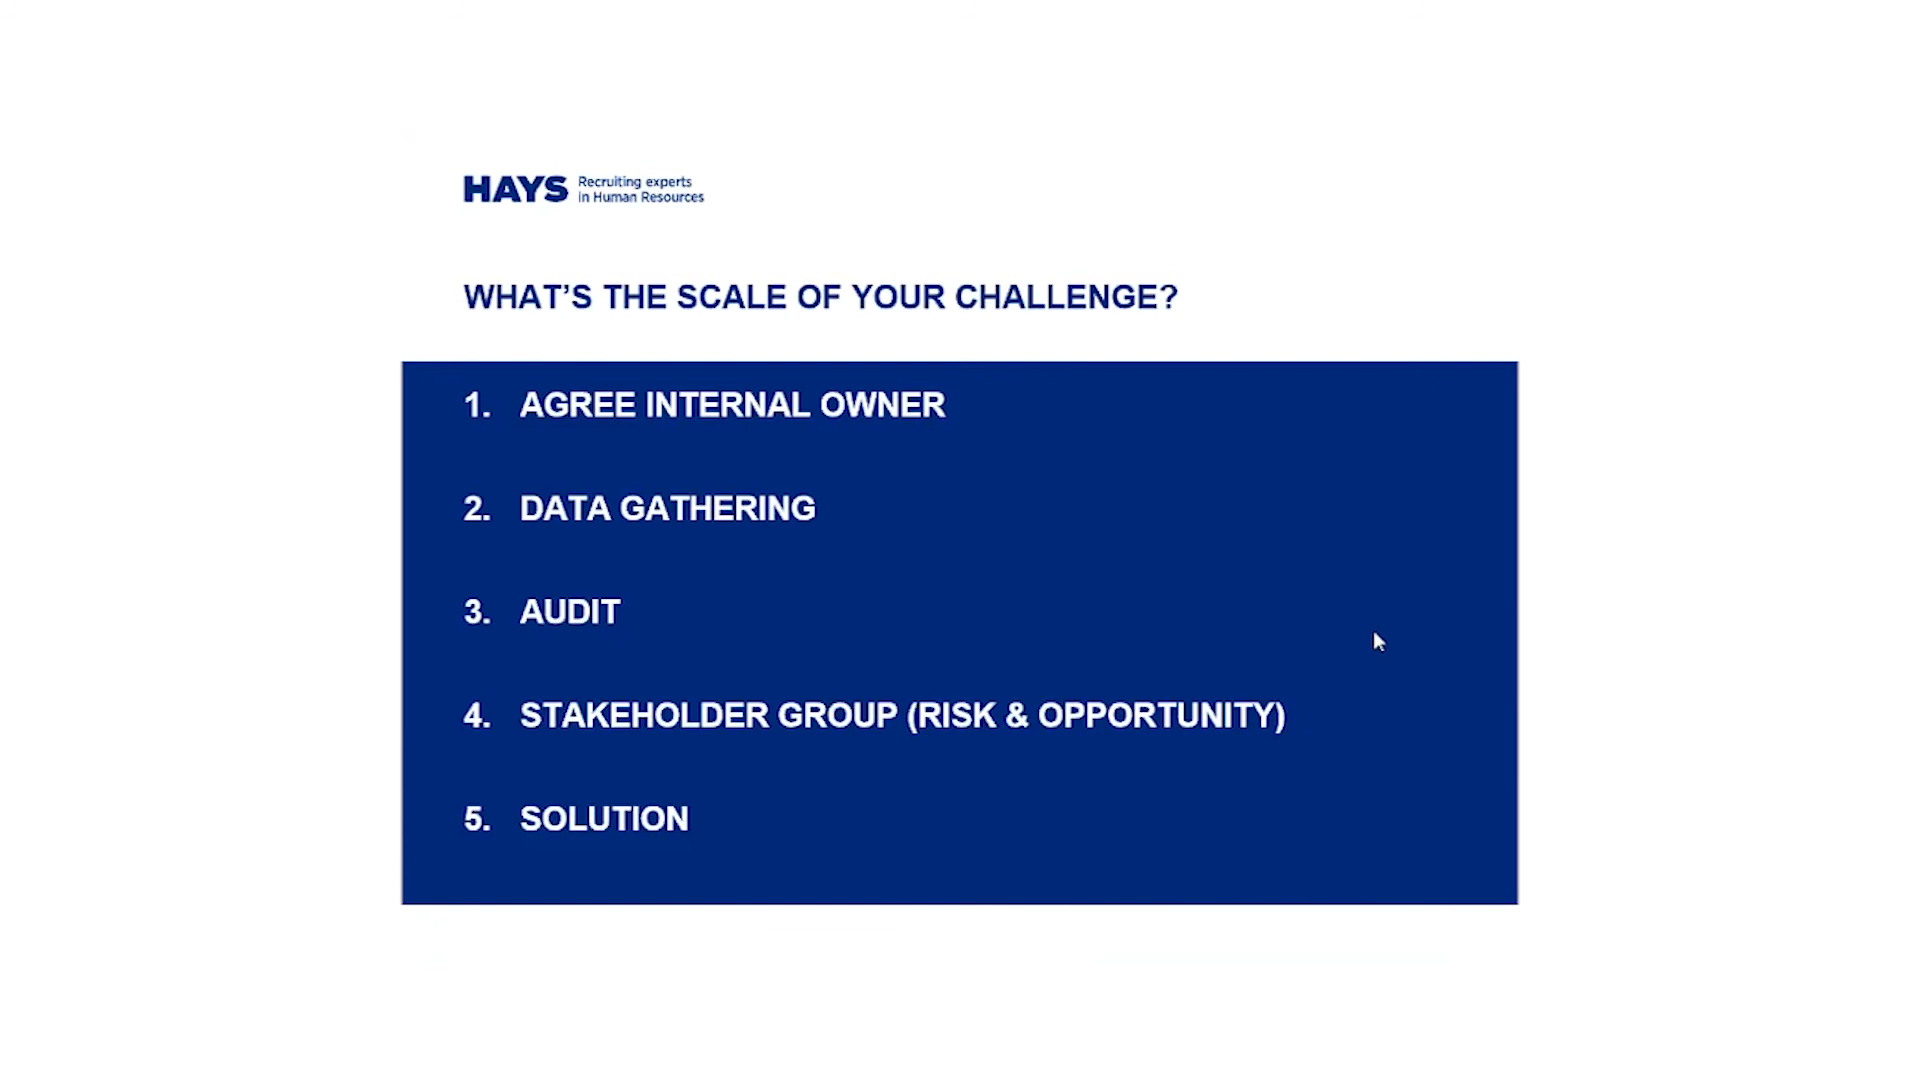 HAYS Recruiting experts
in Human Resources
WHAT’S THE SCALE OF YOUR CHALLENGE?
1. AGREE INTERNAL OWNER
2. DATA GATHERING
3. AUDIT
4. STAKEHOLDER GROUP (RISK & OPPORTUNITY)
5. SOLUTION